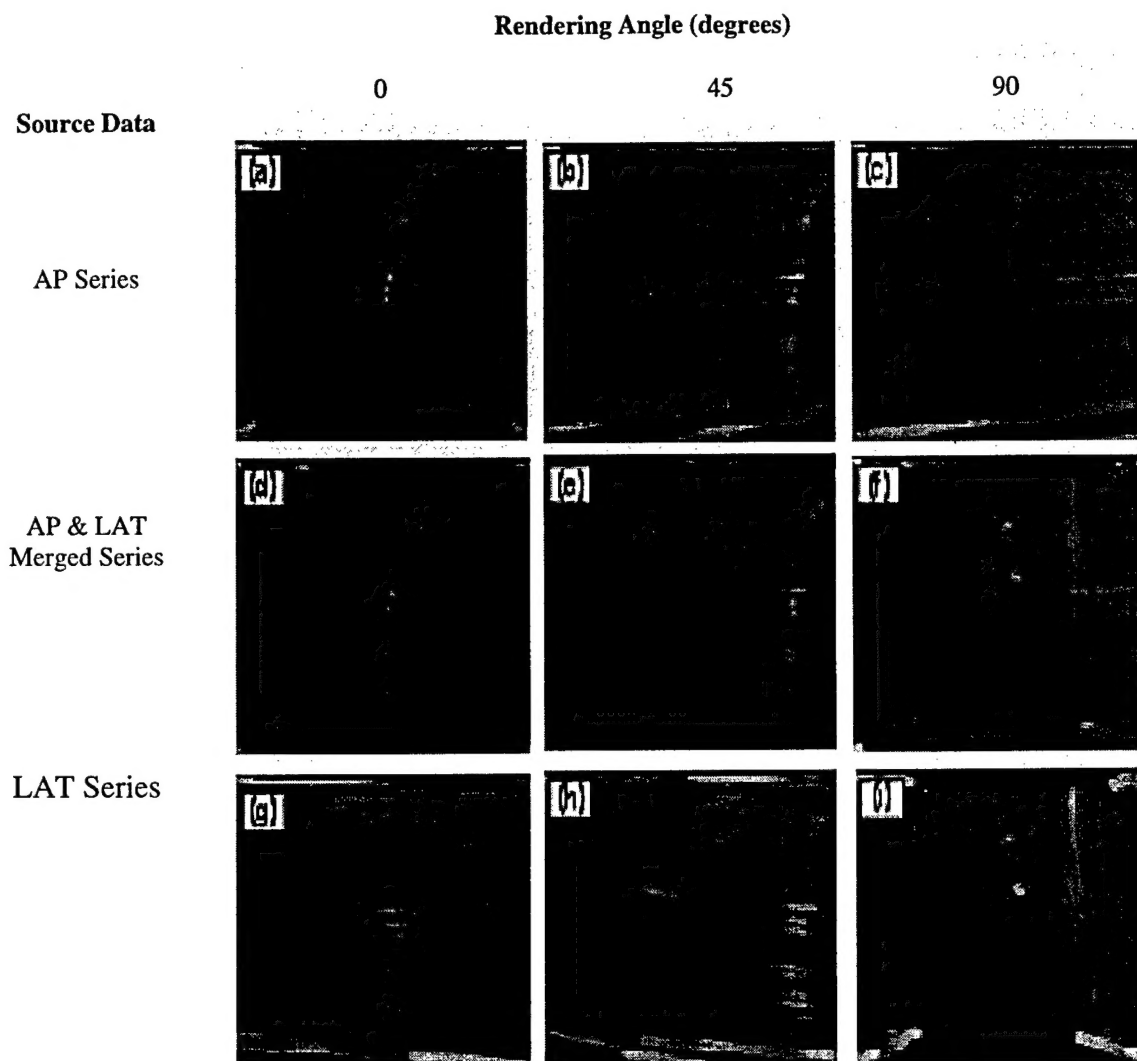 Rendering Angle (degrees)
0 45 90
Source Data
(a) (b) (c)
AP Series
(d) (e) (f)
AP & LAT
Merged Series
LAT Series
(g) (h) (i)